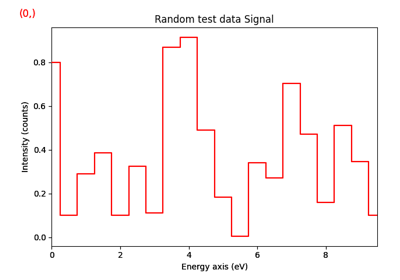 (0,)
Random test data Signal
Intensity (counts)
0.8
0.6
0.4
0.2
0.0
0 2 4 6 8
Energy axis (eV)